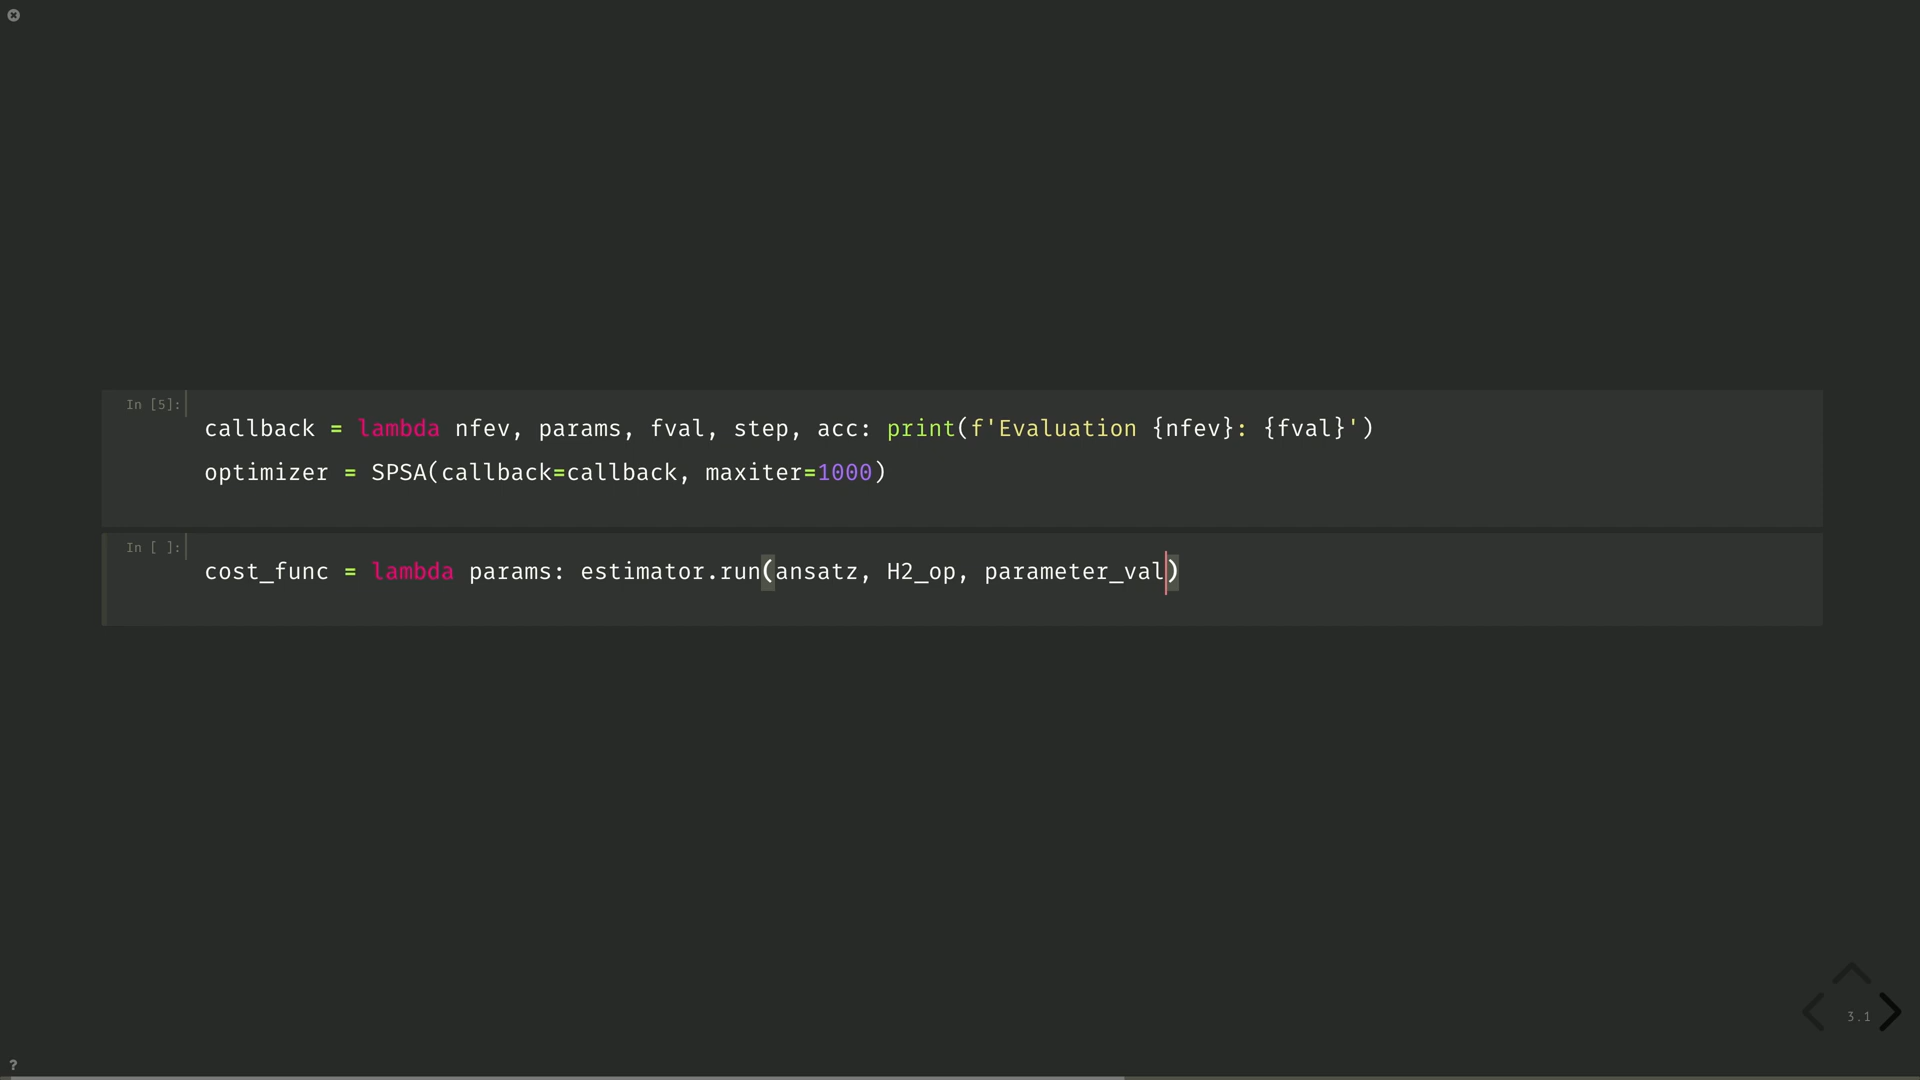 In [5]:
callback = lambda nfev, params, fval, step, acc: print(f'Evaluation {nfev}: {fval}')
optimizer = SPSA(callback=callback, maxiter=1000)
In [ ]:
cost_func = lambda params: estimator.run(ansatz, H2_op, parameter_val)
3.1
?